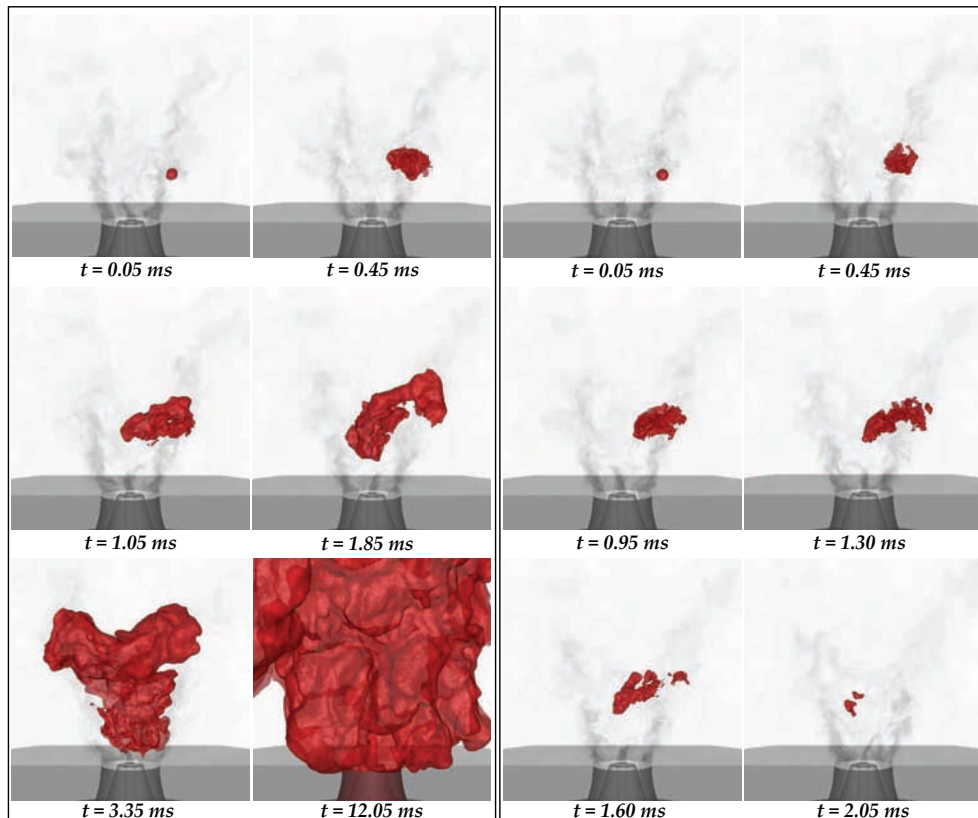 t = 0.05 ms
t = 0.45 ms
t = 1.05 ms
t = 1.85 ms
t = 3.35 ms
t = 12.05 ms
t = 0.05 ms
t = 0.45 ms
t = 0.95 ms
t = 1.30 ms
t = 1.60 ms
t = 2.05 ms